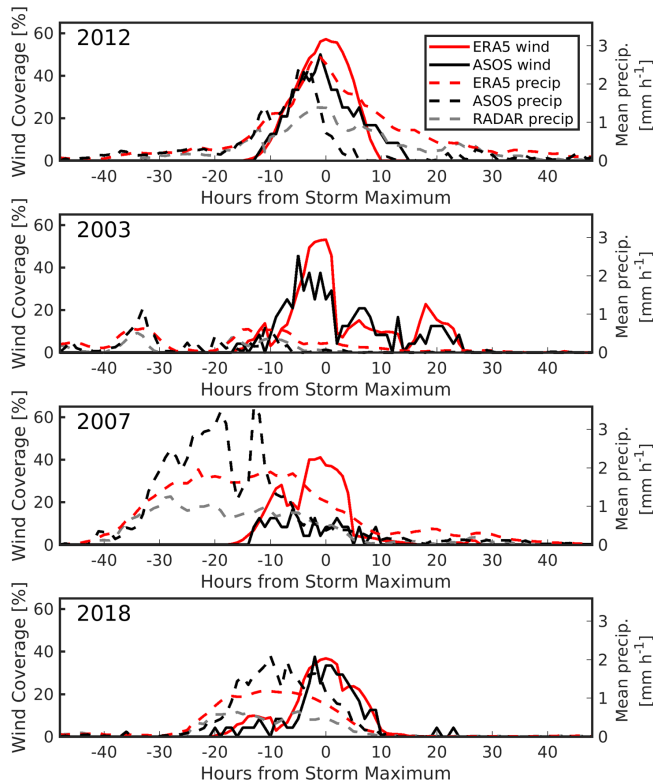 2012
ERA5 wind
ASOS wind
ERA5 precip
ASOS precip
RADAR precip
Wind Coverage [%]
60
40
20
0
3
2
1
0
Mean precip.
[mm h-1]
-40 -30 -20 -10 0 10 20 30 40
Hours from Storm Maximum
2003
Wind Coverage [%]
60
40
20
0
3
2
1
0
Mean precip.
[mm h-1]
-40 -30 -20 -10 0 10 20 30 40
Hours from Storm Maximum
2007
Wind Coverage [%]
60
40
20
0
3
2
1
0
Mean precip.
[mm h-1]
-40 -30 -20 -10 0 10 20 30 40
Hours from Storm Maximum
2018
Wind Coverage [%]
60
40
20
0
3
2
1
0
Mean precip.
[mm h-1]
-40 -30 -20 -10 0 10 20 30 40
Hours from Storm Maximum